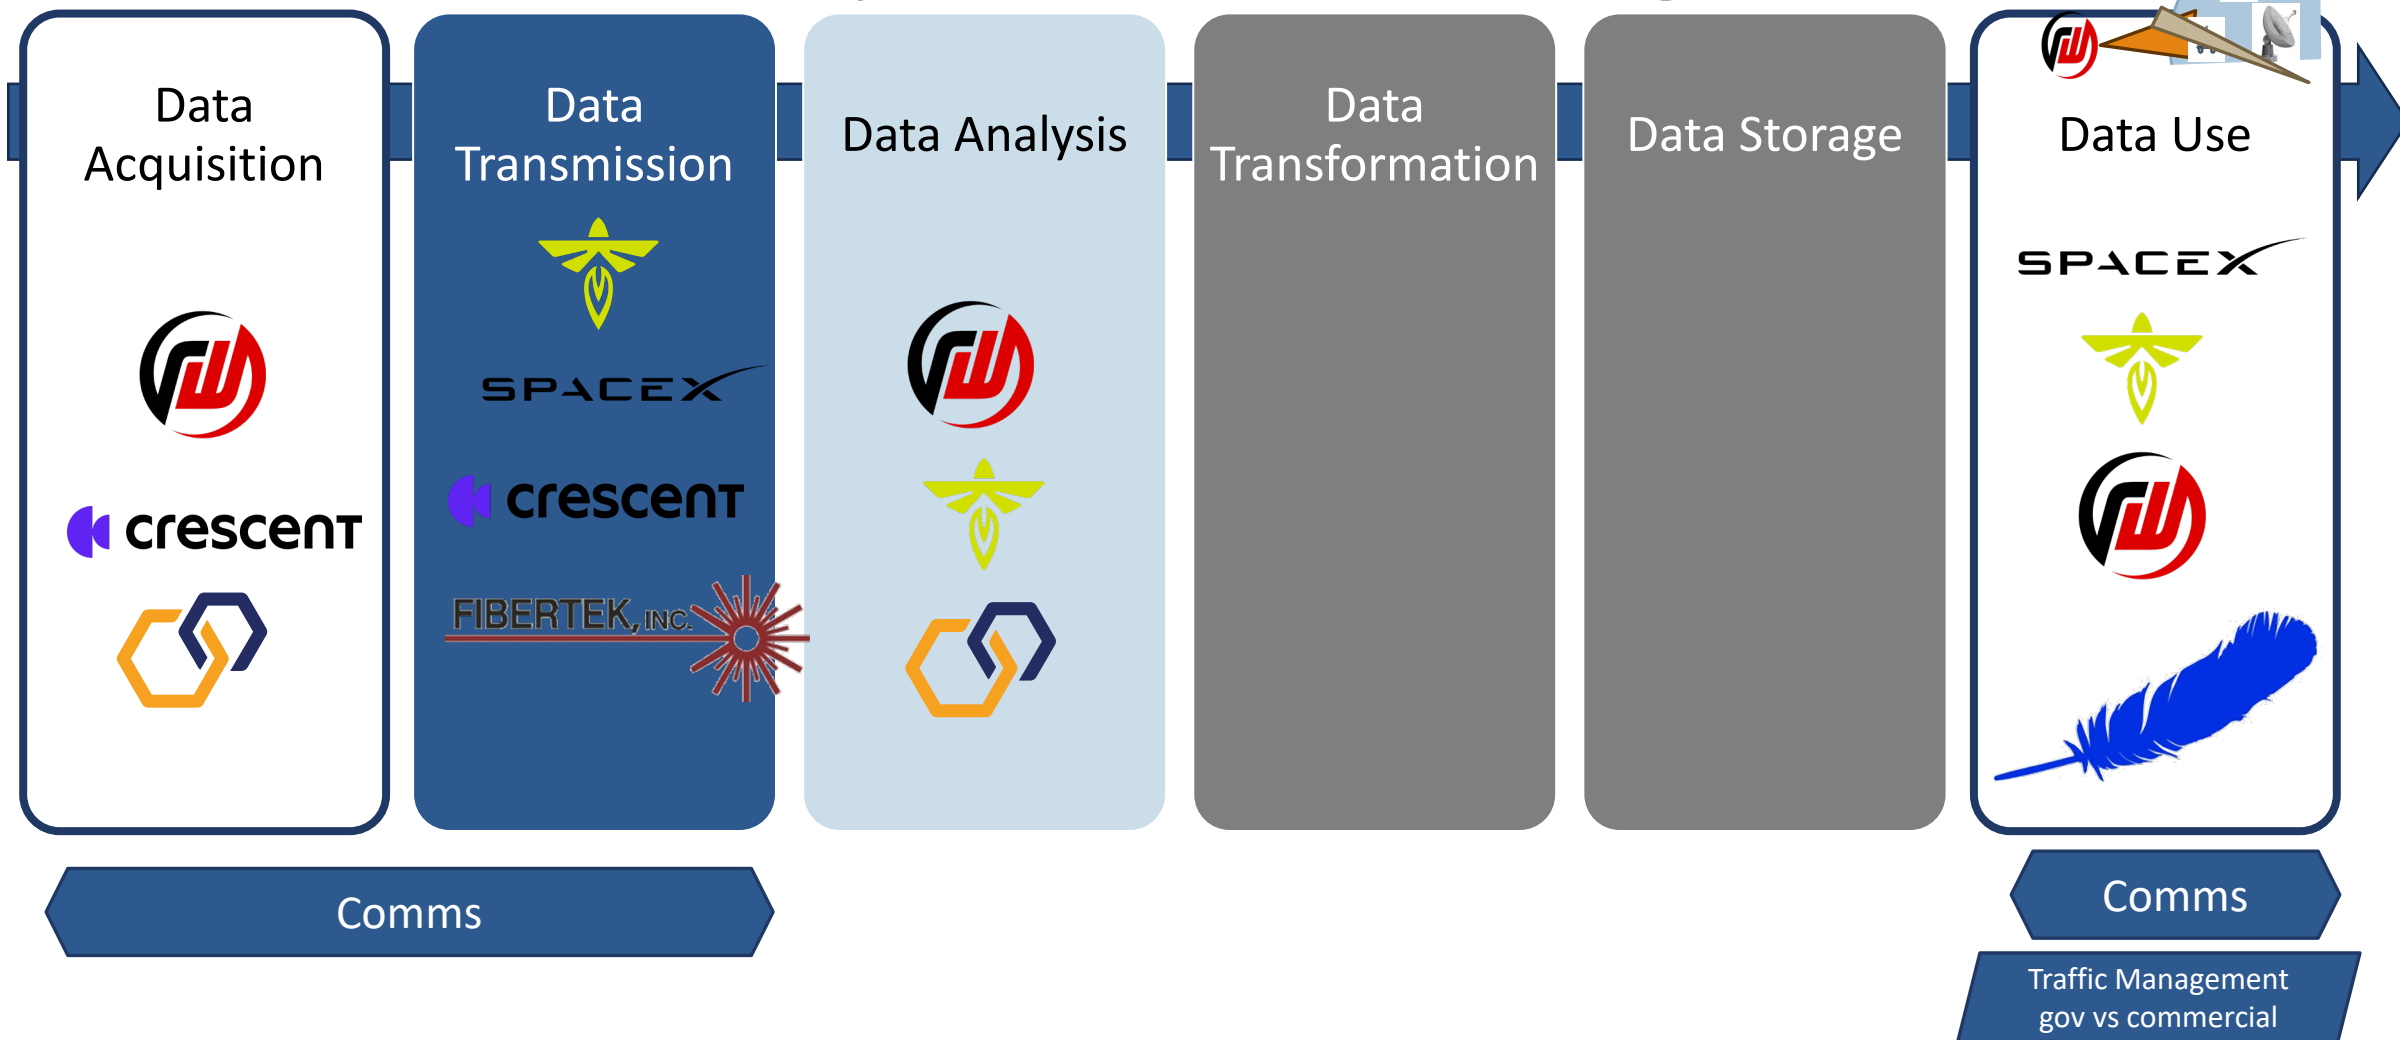 Data
Acquisition
Data
Transmission
Data Analysis
Data
Transformation
Data Storage
Data Use
SPACEX
crescent
SPACEX
crescent
FIBERTEK, INC.
Comms
Comms
Traffic Management
gov vs commercial